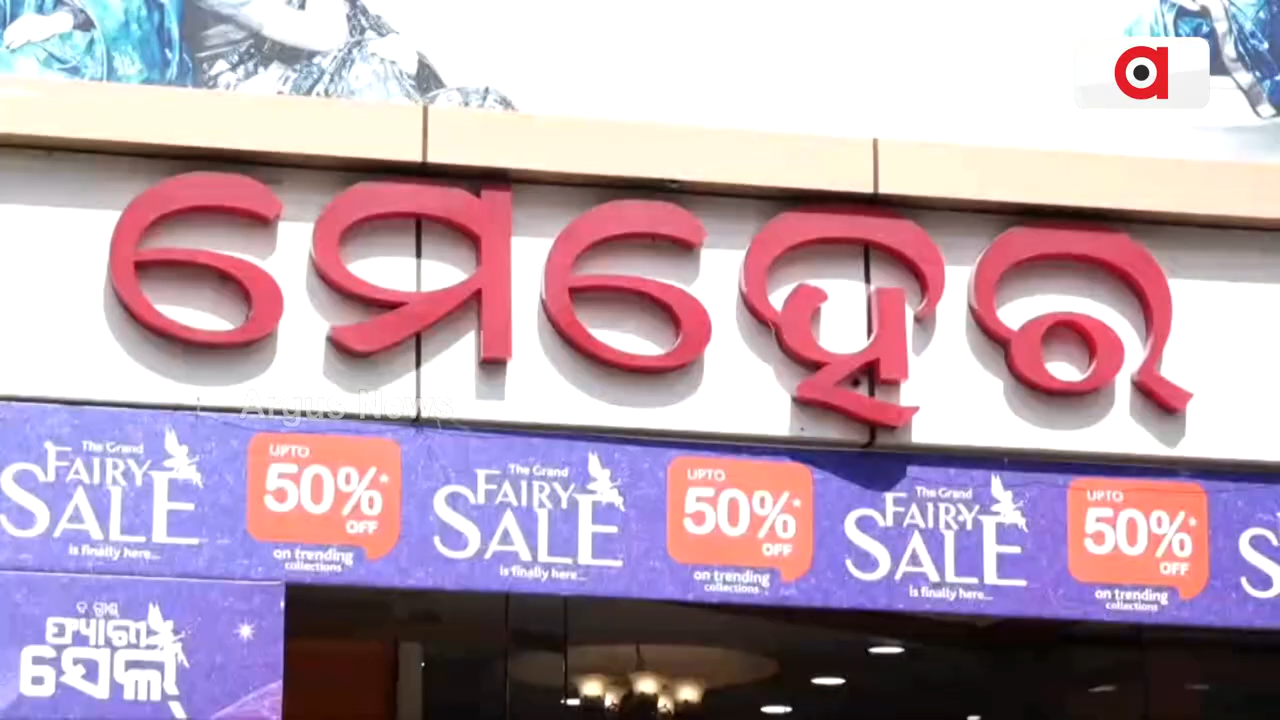 ମେହେର
Argus News
The Grand
FAIRY
SALE
is finally here...
UPTO
50%*
OFF
on trending
collections
The Grand
FAIRY
SALE
is finally here...
UPTO
50%*
OFF
on trending
collections
The Grand
FAIRY
SALE
is finally here...
UPTO
50%*
OFF
on trending
collections
S
ଦ ଗ୍ରାଣ୍ଡ
ଫ୍ୟାରୀ
ସେଲ୍